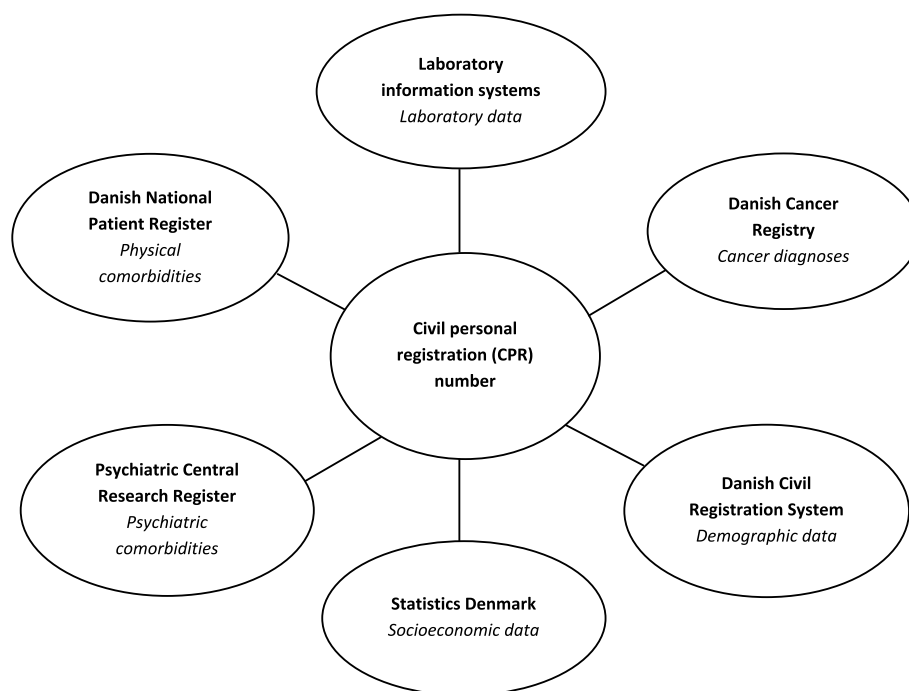 Laboratory
information systems
Laboratory data
Danish National
Patient Register
Physical
comorbidities
Danish Cancer
Registry
Cancer diagnoses
Civil personal
registration (CPR)
number
Psychiatric Central
Research Register
Psychiatric
comorbidities
Danish Civil
Registration System
Demographic data
Statistics Denmark
Socioeconomic data